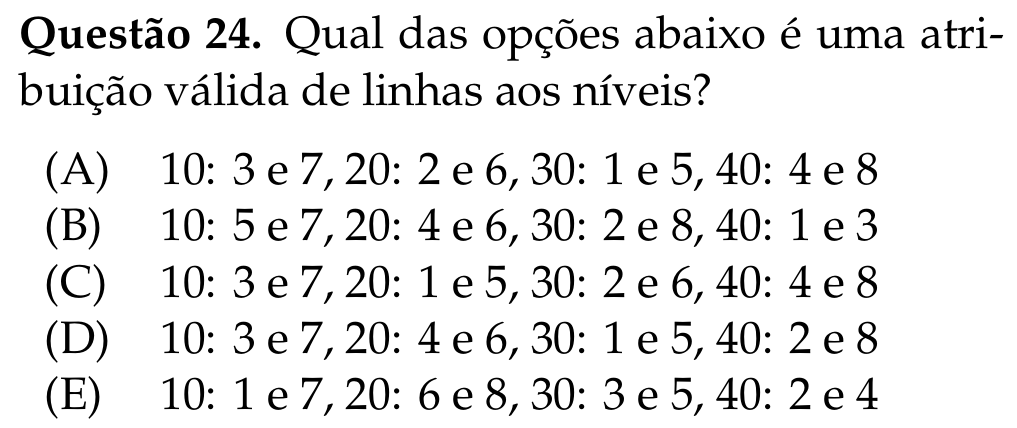 Questão 24. Qual das opções abaixo é uma atri-
buição válida de linhas aos níveis?
(A) 10: 3 e 7, 20: 2 e 6, 30: 1 e 5, 40: 4 e 8
(B) 10: 5 e 7, 20: 4 e 6, 30: 2 e 8, 40: 1 e 3
(C) 10: 3 e 7, 20: 1 e 5, 30: 2 e 6, 40: 4 e 8
(D) 10: 3 e 7, 20: 4 e 6, 30: 1 e 5, 40: 2 e 8
(E) 10: 1 e 7, 20: 6 e 8, 30: 3 e 5, 40: 2 e 4